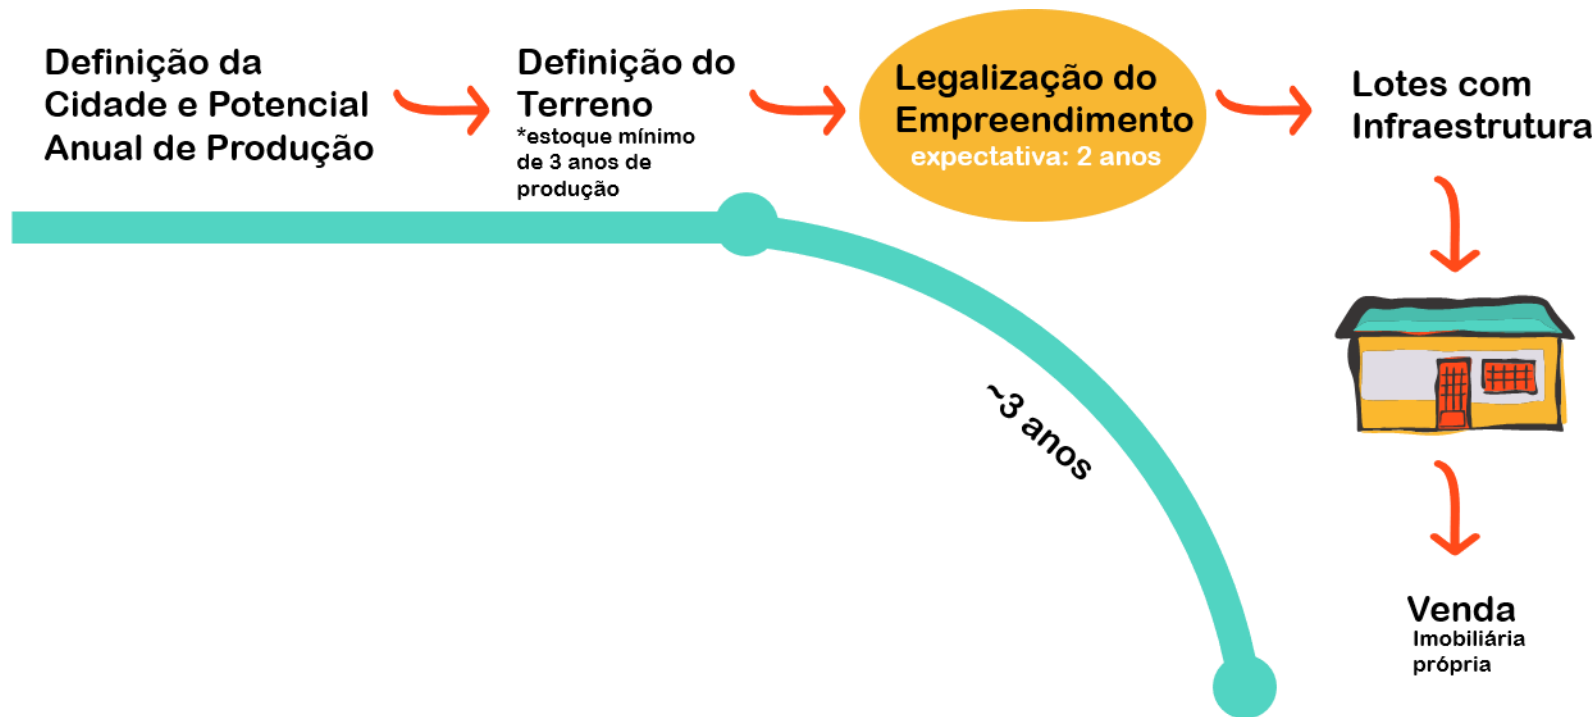 Definição da
Cidade e Potencial
Anual de Produção
Definição do
Terreno
*estoque mínimo
de 3 anos de
produção
Legalização do
Empreendimento
expectativa: 2 anos
Lotes com
Infraestrutura
~3 anos
Venda
Imobiliária
própria